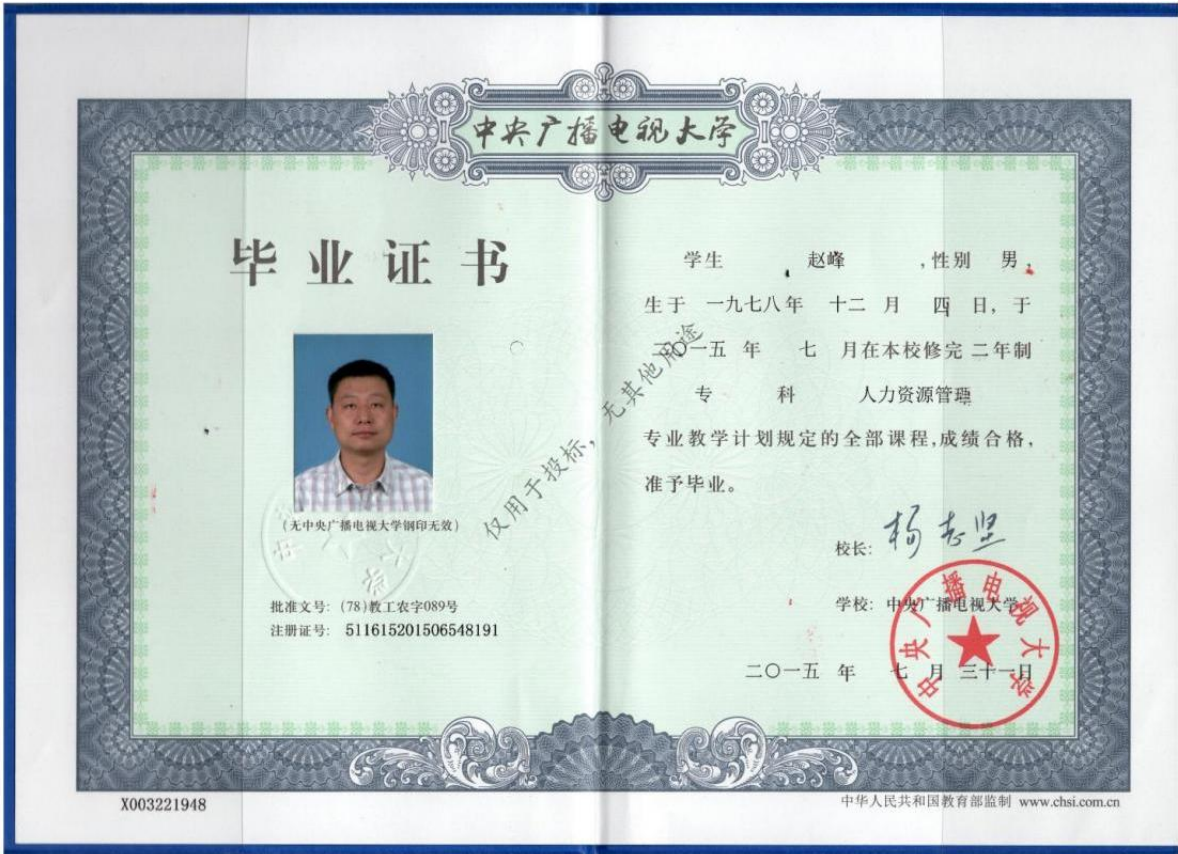 中央广播电视大学
毕业证书
(无中央广播电视大学钢印无效)
批准文号: (78)教工农字089号
注册证号: 511615201506548191
学生 赵峰 ,性别 男,
生于 一九七八年 十二 月 四 日, 于
二〇一五 年 七 月在本校修完 二年制
专 科 人力资源管理
专业教学计划规定的全部课程,成绩合格,
准予毕业。
校长: 杨志坚
学校: 中央广播电视大学
二〇一五 年 七 月 三十一日
中央广播电视大学
仅用于投标，无其他用途
X003221948
中华人民共和国教育部监制 www.chsi.com.cn